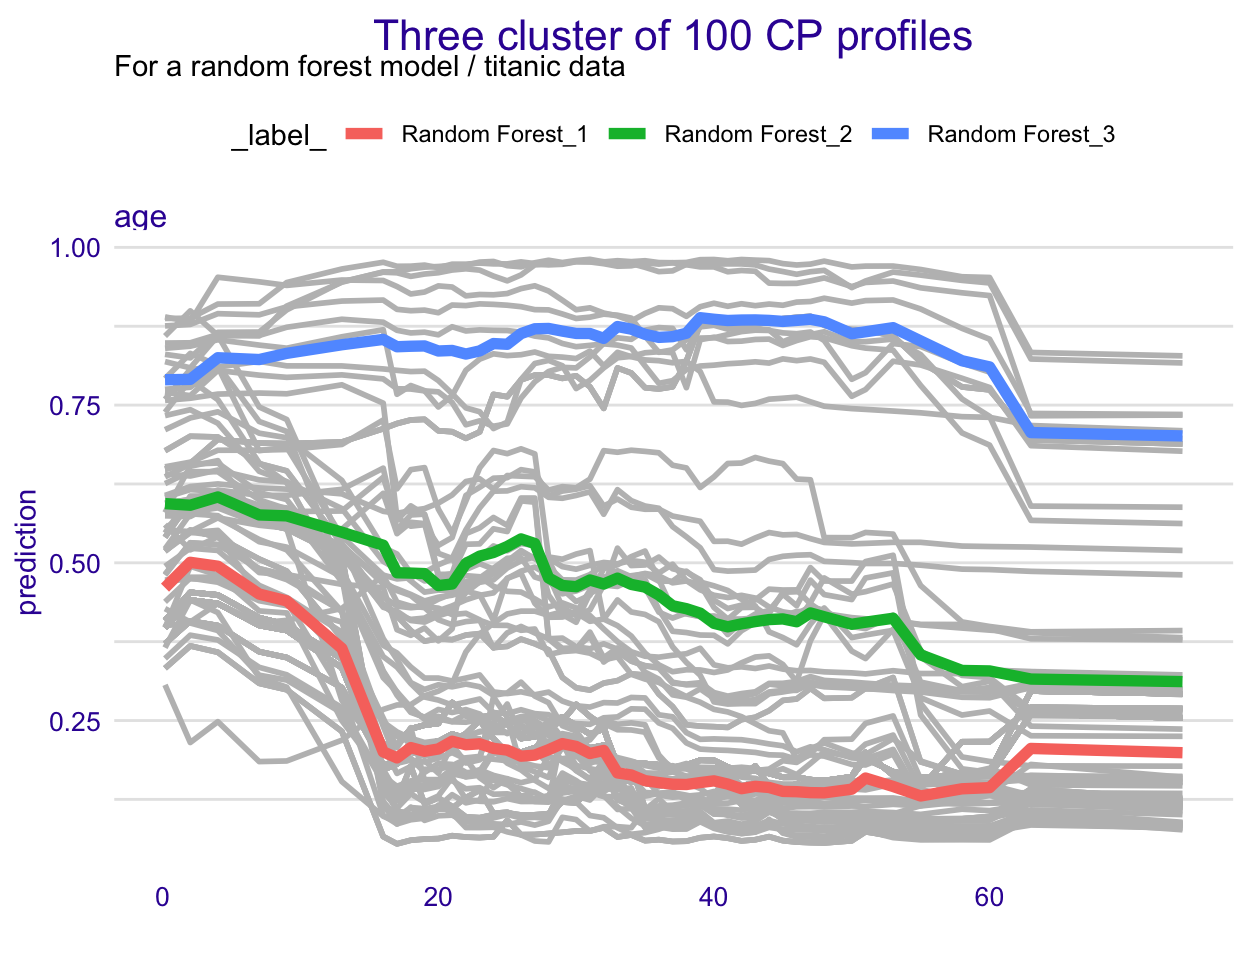 Three cluster of 100 CP profiles
For a random forest model / titanic data
_label_ Random Forest_1 Random Forest_2 Random Forest_3
age
1.00
0.75
0.50
0.25
prediction
0 20 40 60